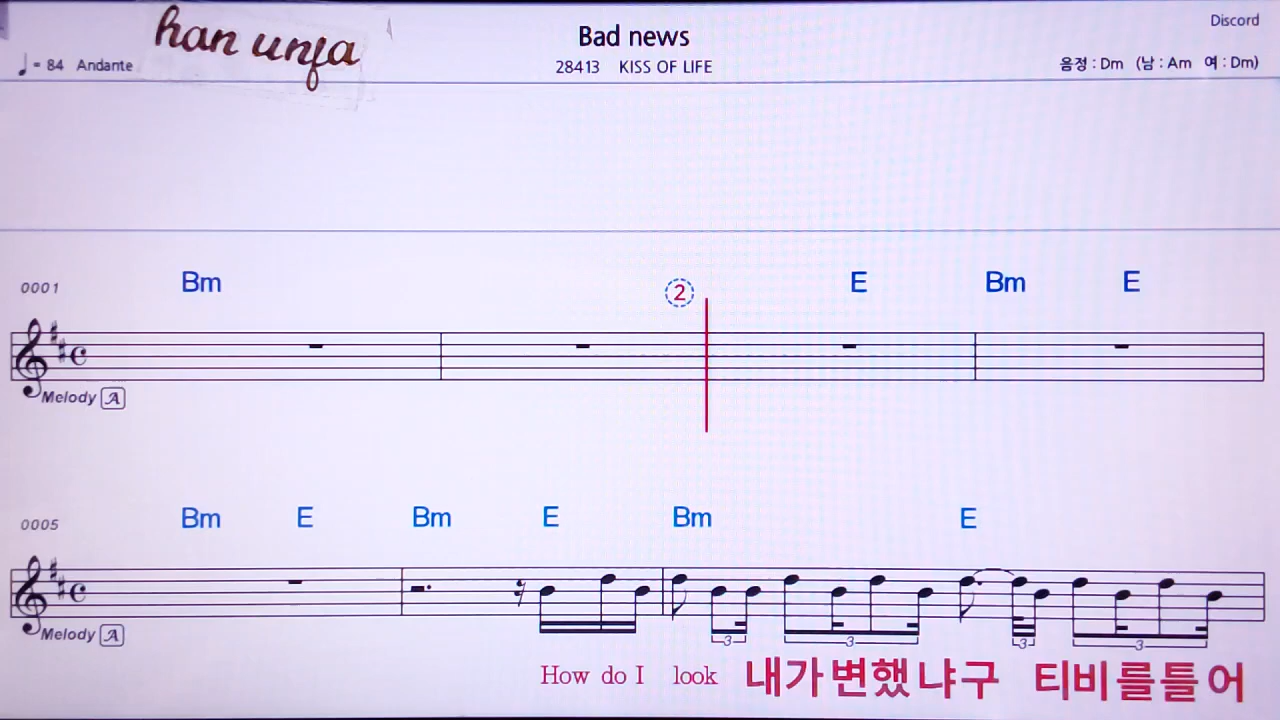 han unja
Bad news
Discord
♩ = 84 Andante
28413 KISS OF LIFE
음정 : Dm (남 : Am 여 : Dm)
0001 Bm ② E Bm E
Melody A
0005 Bm E Bm E Bm E
Melody A
3 3 3 3
How do I look 내가 변했냐구 티비를틀어